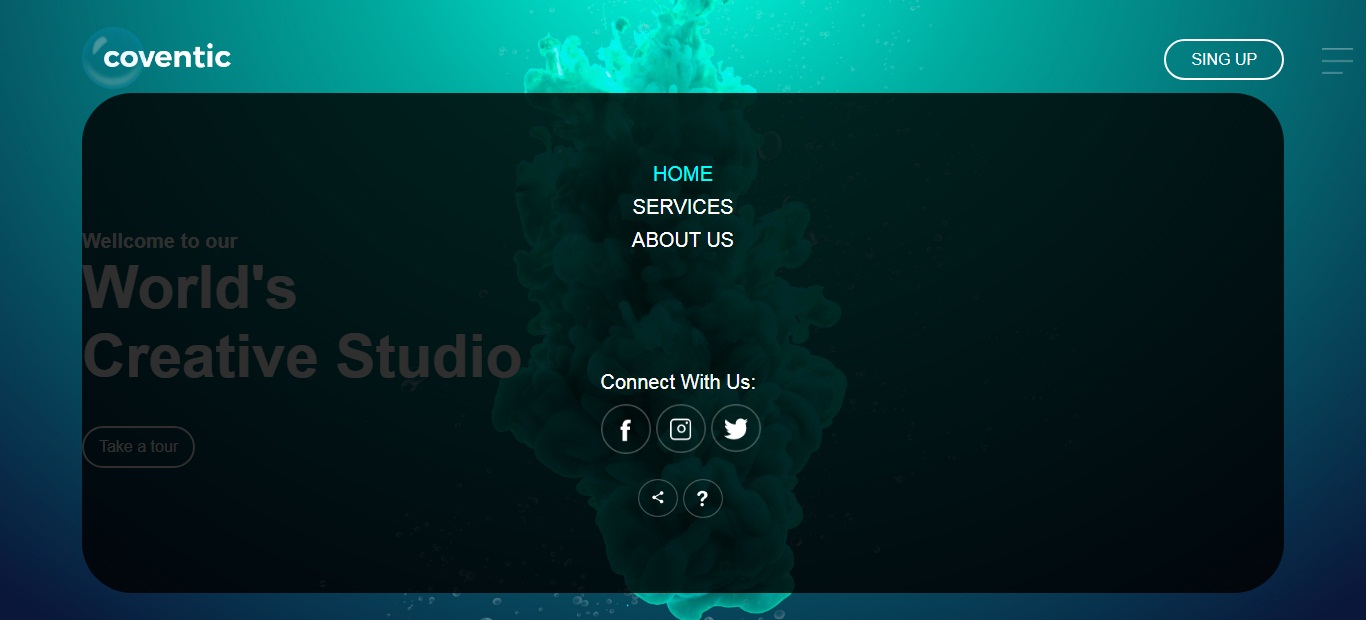 coventic
SING UP
HOME
SERVICES
ABOUT US
Wellcome to our
World's
Creative Studio
Take a tour
Connect With Us:
?